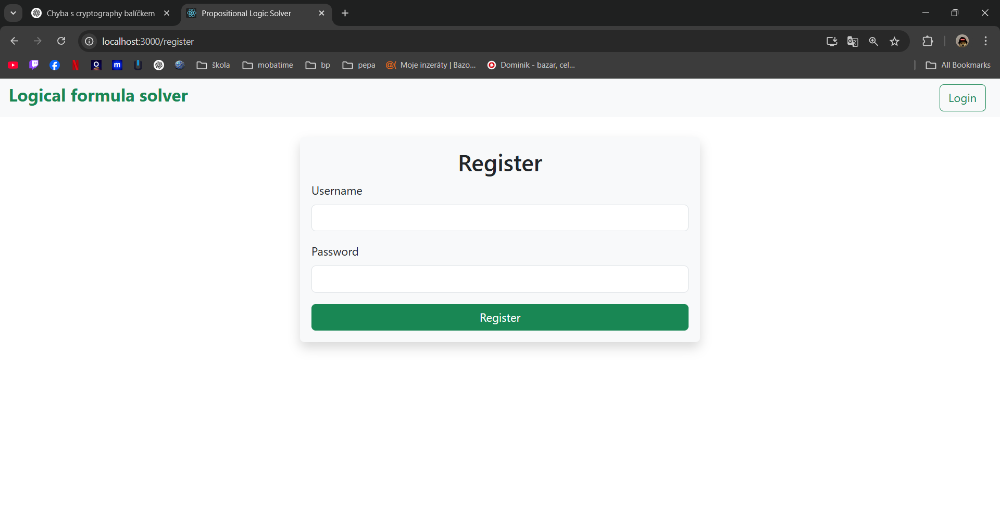 Chyba s cryptography balíčkem
Propositional Logic Solver
localhost:3000/register
škola
mobatime
bp
pepa
Moje inzeráty | Bazo...
Dominik - bazar, cel...
All Bookmarks
Logical formula solver
Login
Register
Username
Password
Register